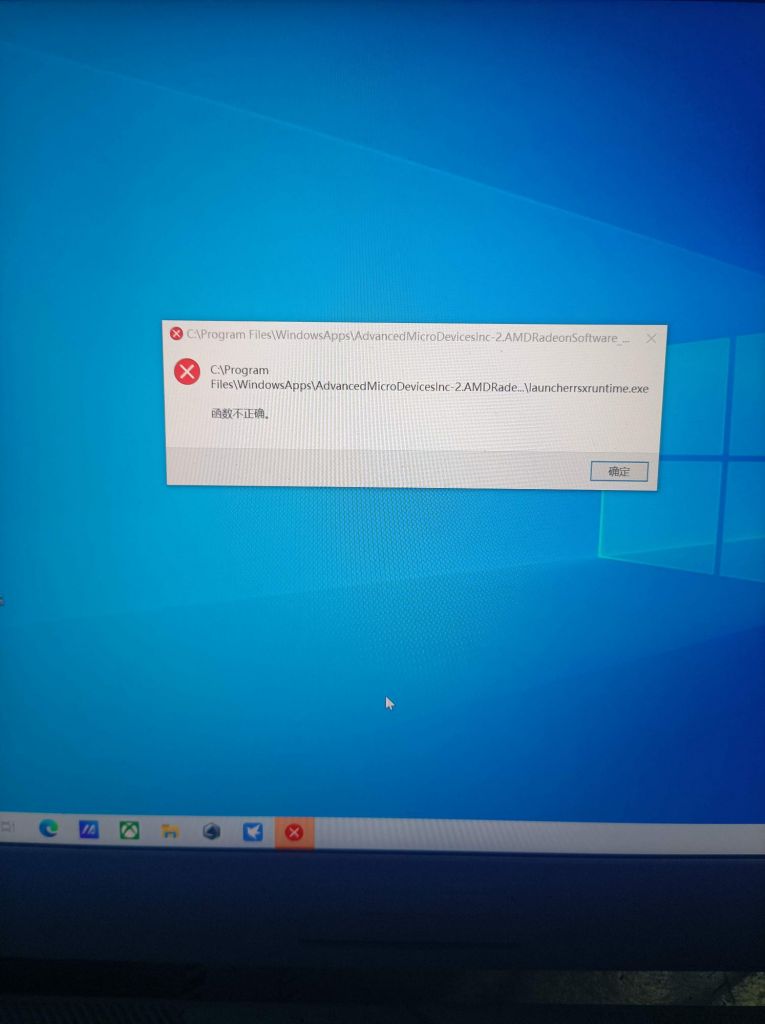 C:\Program Files\WindowsApps\AdvancedMicroDevicesInc-2.AMDRadeonSoftware_...
C:\Program
Files\WindowsApps\AdvancedMicroDevicesInc-2.AMDRade...\launcherrsxruntime.exe
函数不正确。
确定